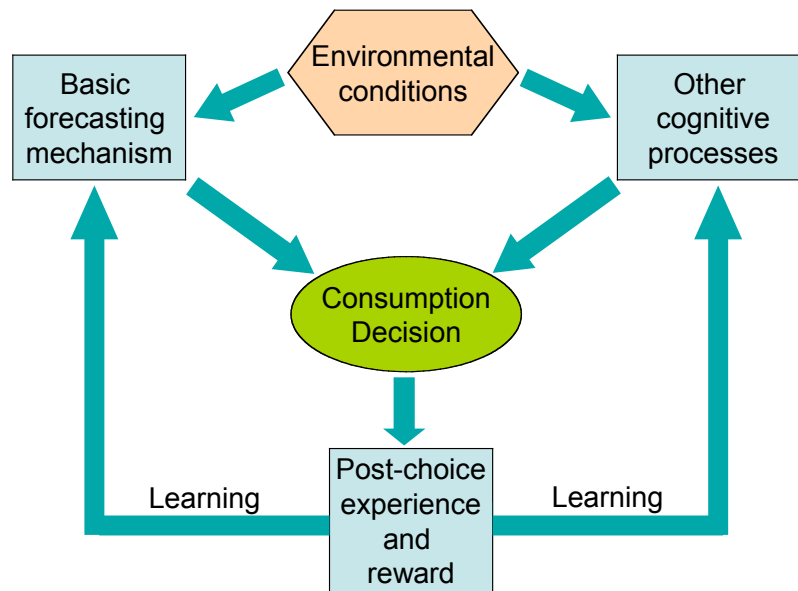 Environmental
conditions
Basic
forecasting
mechanism
Other
cognitive
processes
Consumption
Decision
Post-choice
experience
and
reward
Learning
Learning